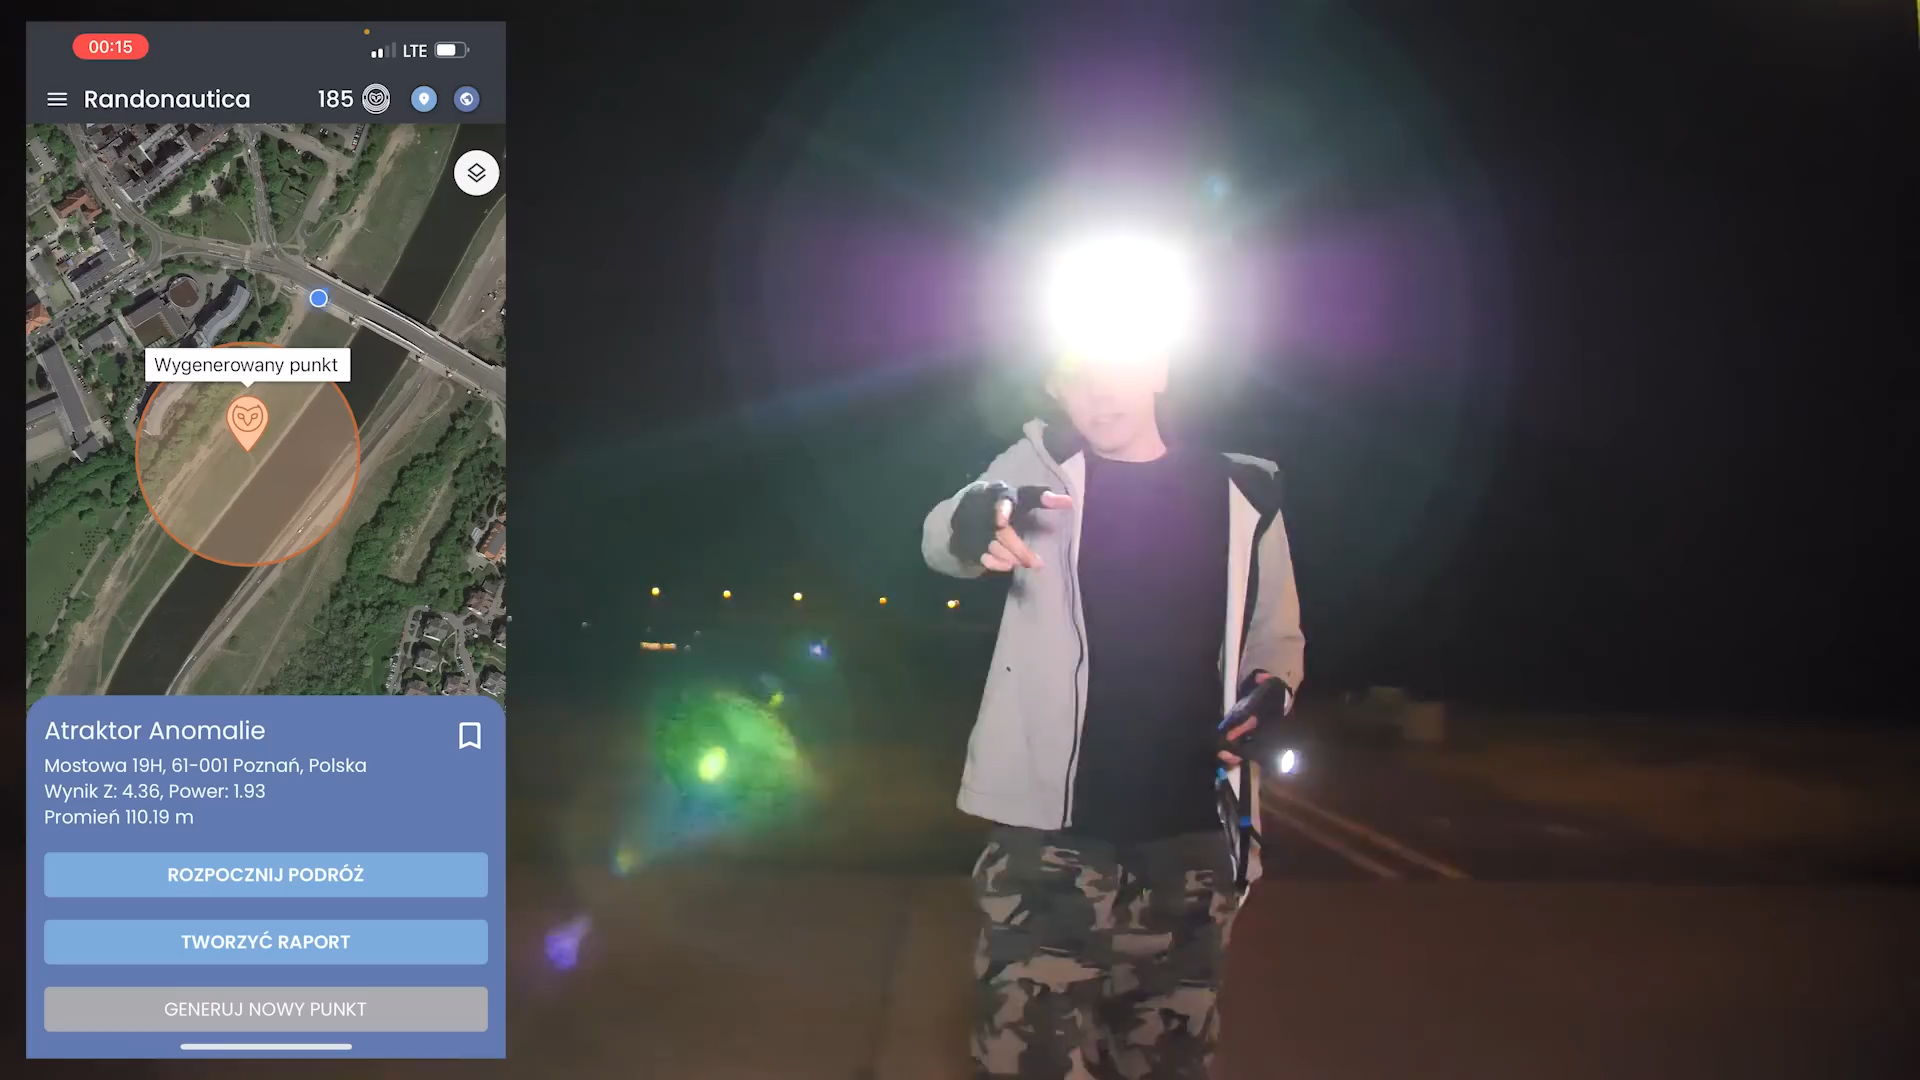 00:15
LTE
Randonautica
185
Wygenerowany punkt
Atraktor Anomalie
Mostowa 19H, 61-001 Poznań, Polska
Wynik Z: 4.36, Power: 1.93
Promień 110.19 m
ROZPOCZNIJ PODRÓŻ
TWORZYĆ RAPORT
GENERUJ NOWY PUNKT